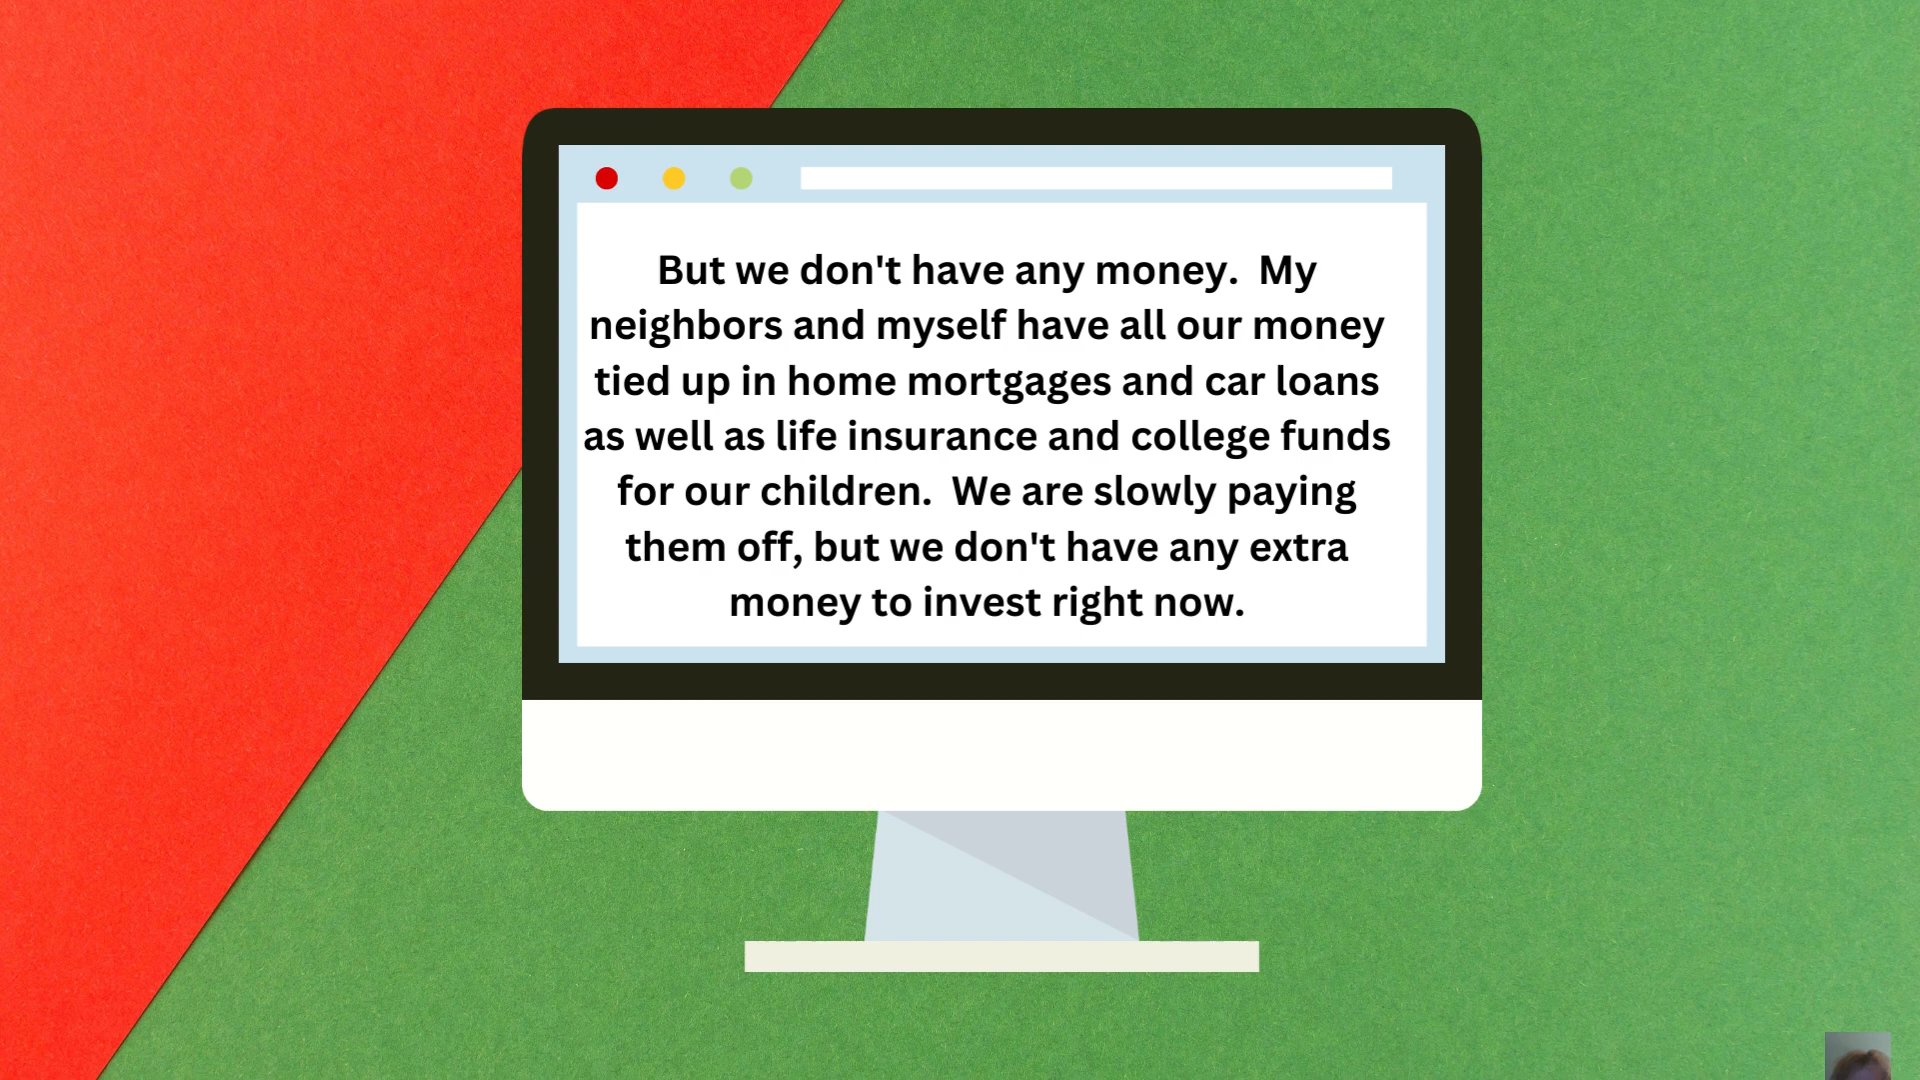 But we don't have any money.  My
neighbors and myself have all our money
tied up in home mortgages and car loans
as well as life insurance and college funds
for our children.  We are slowly paying
them off, but we don't have any extra
money to invest right now.